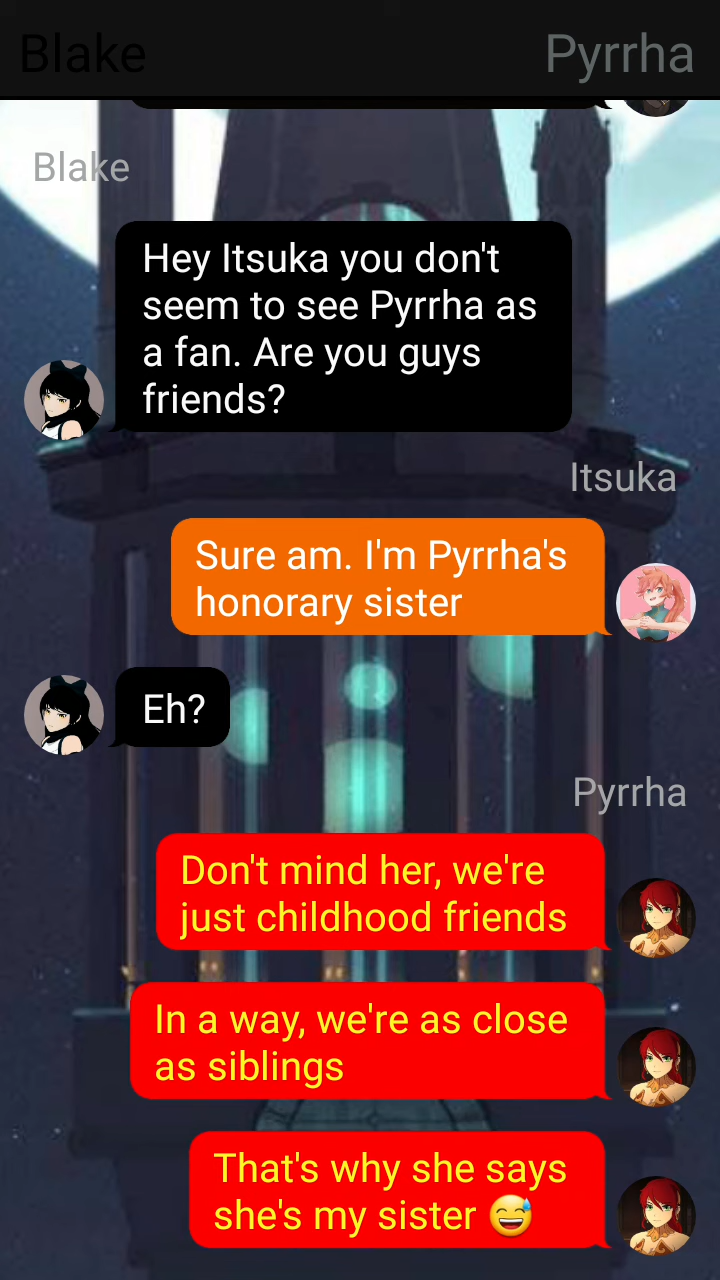 Blake Pyrrha
Blake
Hey Itsuka you don't
seem to see Pyrrha as
a fan. Are you guys
friends?
Itsuka
Sure am. I'm Pyrrha's
honorary sister
Eh?
Pyrrha
Don't mind her, we're
just childhood friends
In a way, we're as close
as siblings
That's why she says
she's my sister 😅